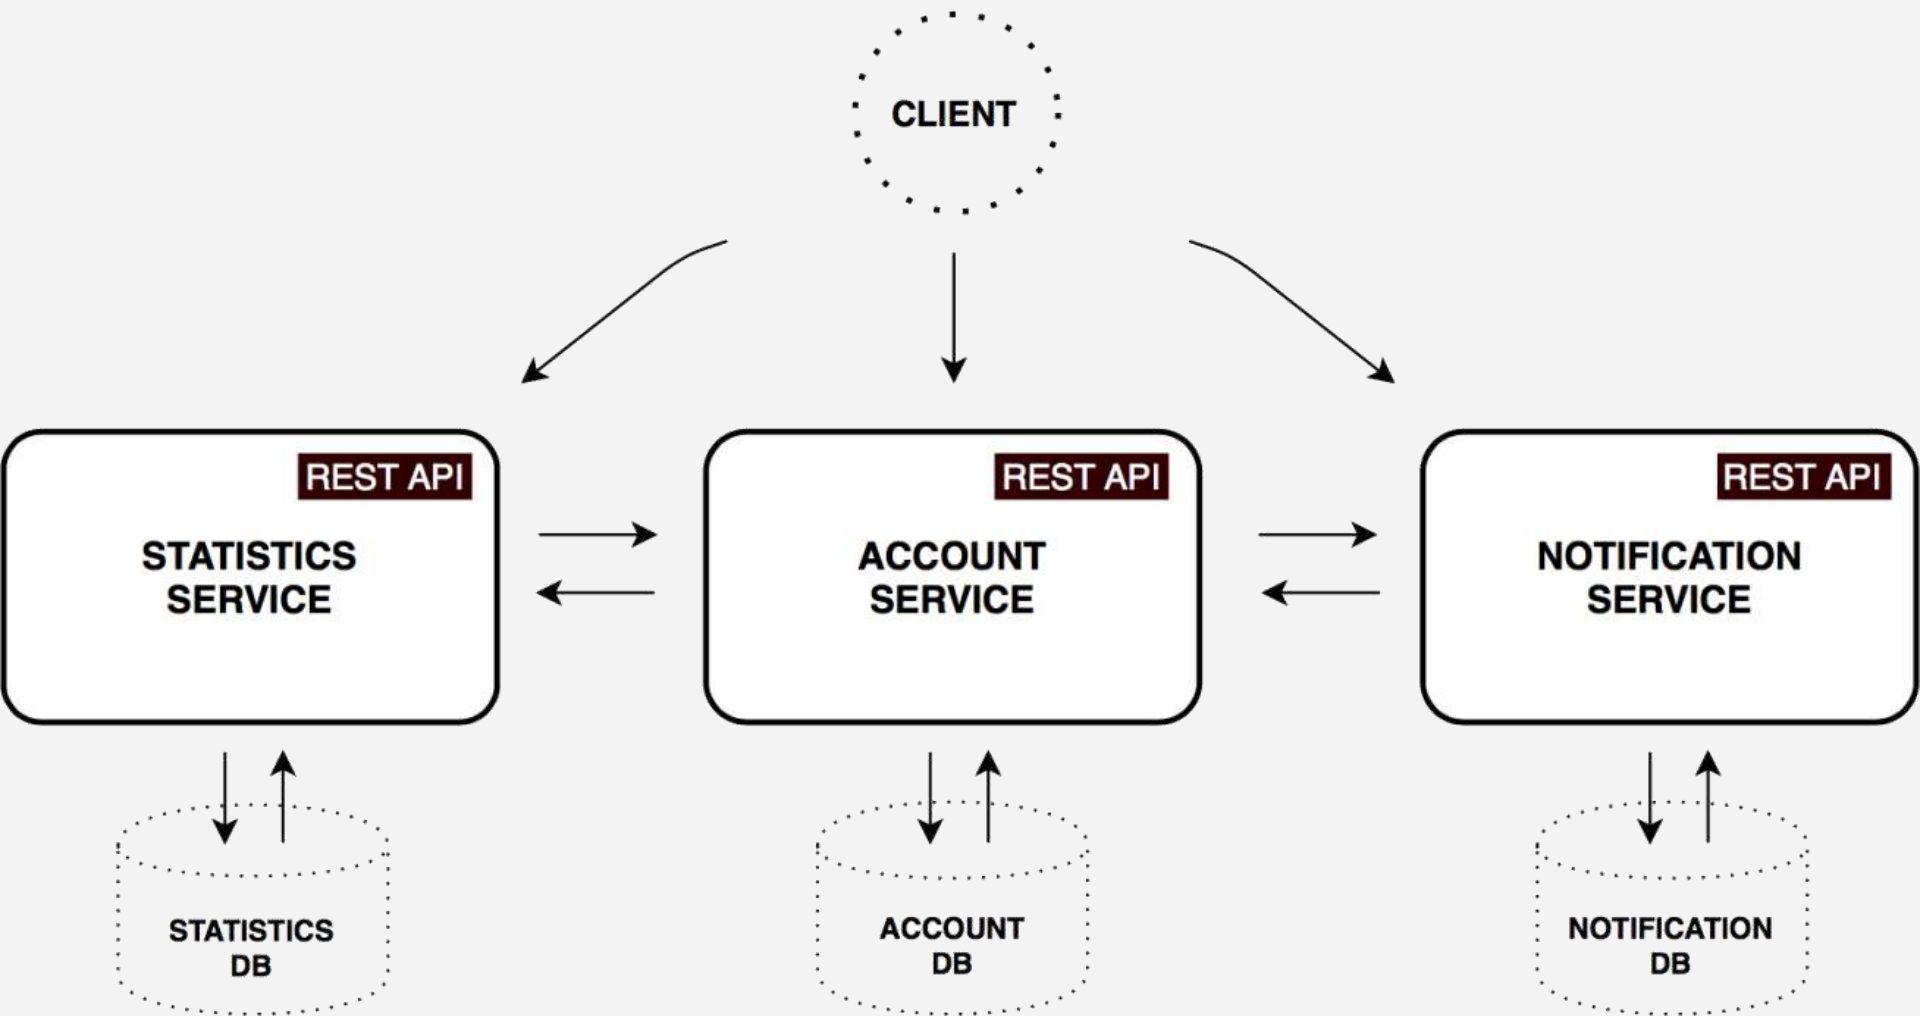 CLIENT
REST API
STATISTICS
SERVICE
REST API
ACCOUNT
SERVICE
REST API
NOTIFICATION
SERVICE
STATISTICS
DB
ACCOUNT
DB
NOTIFICATION
DB